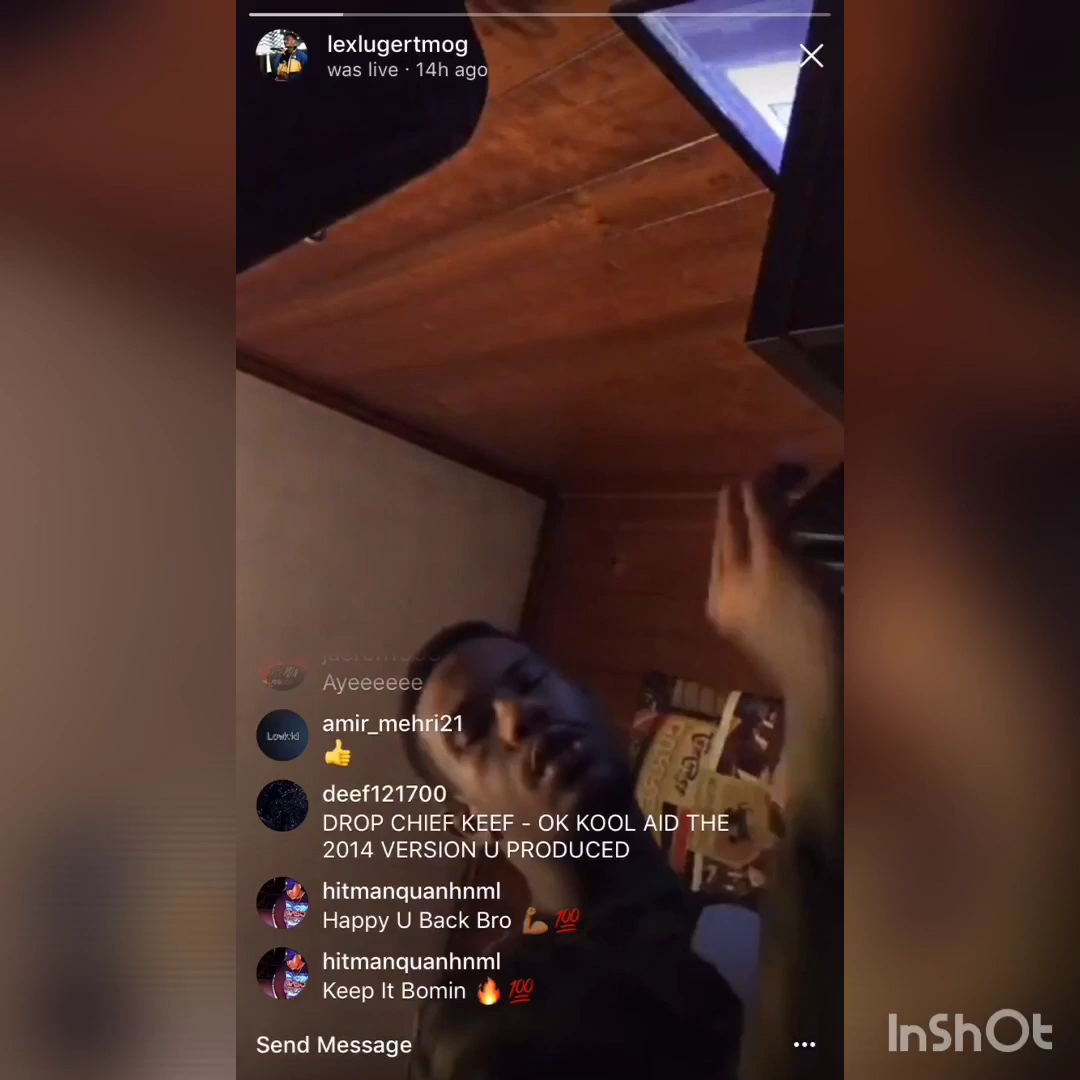 lexlugertmog
was live · 14h ago
Ayeeeeee
amir_mehri21
👍
Lowkid
deef121700
DROP CHIEF KEEF - OK KOOL AID THE
2014 VERSION U PRODUCED
hitmanquanhnml
Happy U Back Bro 💪💯
hitmanquanhnml
Keep It Bomin 🔥💯
Send Message
InShOt